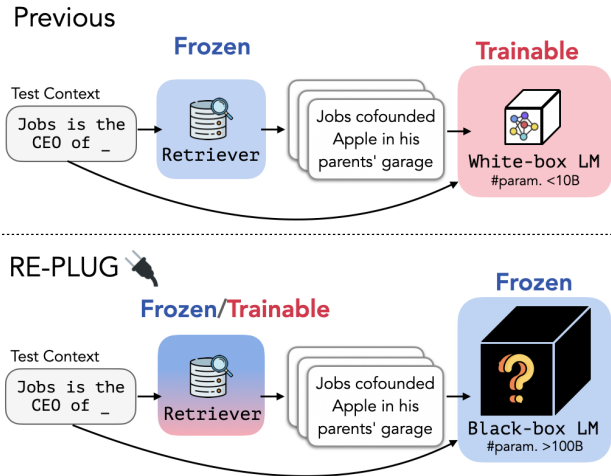 Previous
Frozen
Trainable
Test Context
Jobs is the
CEO of _
Retriever
Jobs cofounded
Apple in his
parents' garage
White-box LM
#param. <10B
RE-PLUG
Frozen/Trainable
Frozen
Test Context
Jobs is the
CEO of _
Retriever
Jobs cofounded
Apple in his
parents' garage
?
Black-box LM
#param. >100B